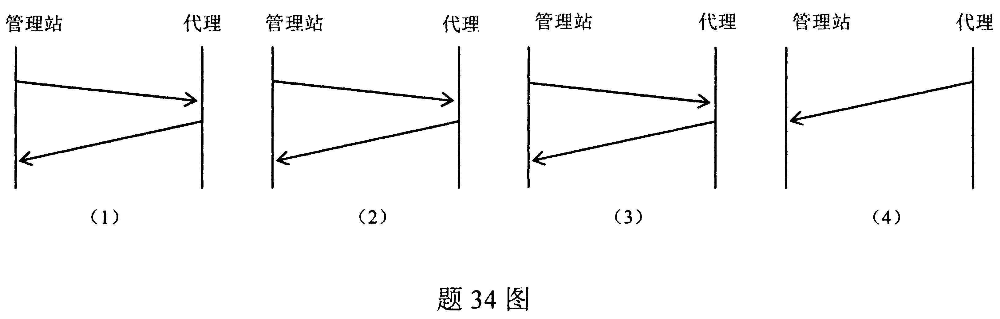 管理站 代理 管理站 代理 管理站 代理 管理站 代理
(1) (2) (3) (4)
题 34 图